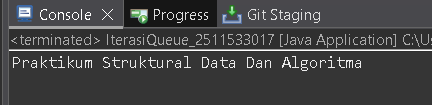 Console × Progress Git Staging
<terminated> IterasiQueue_2511533017 [Java Application] C:\U
Praktikum Struktural Data Dan Algoritma